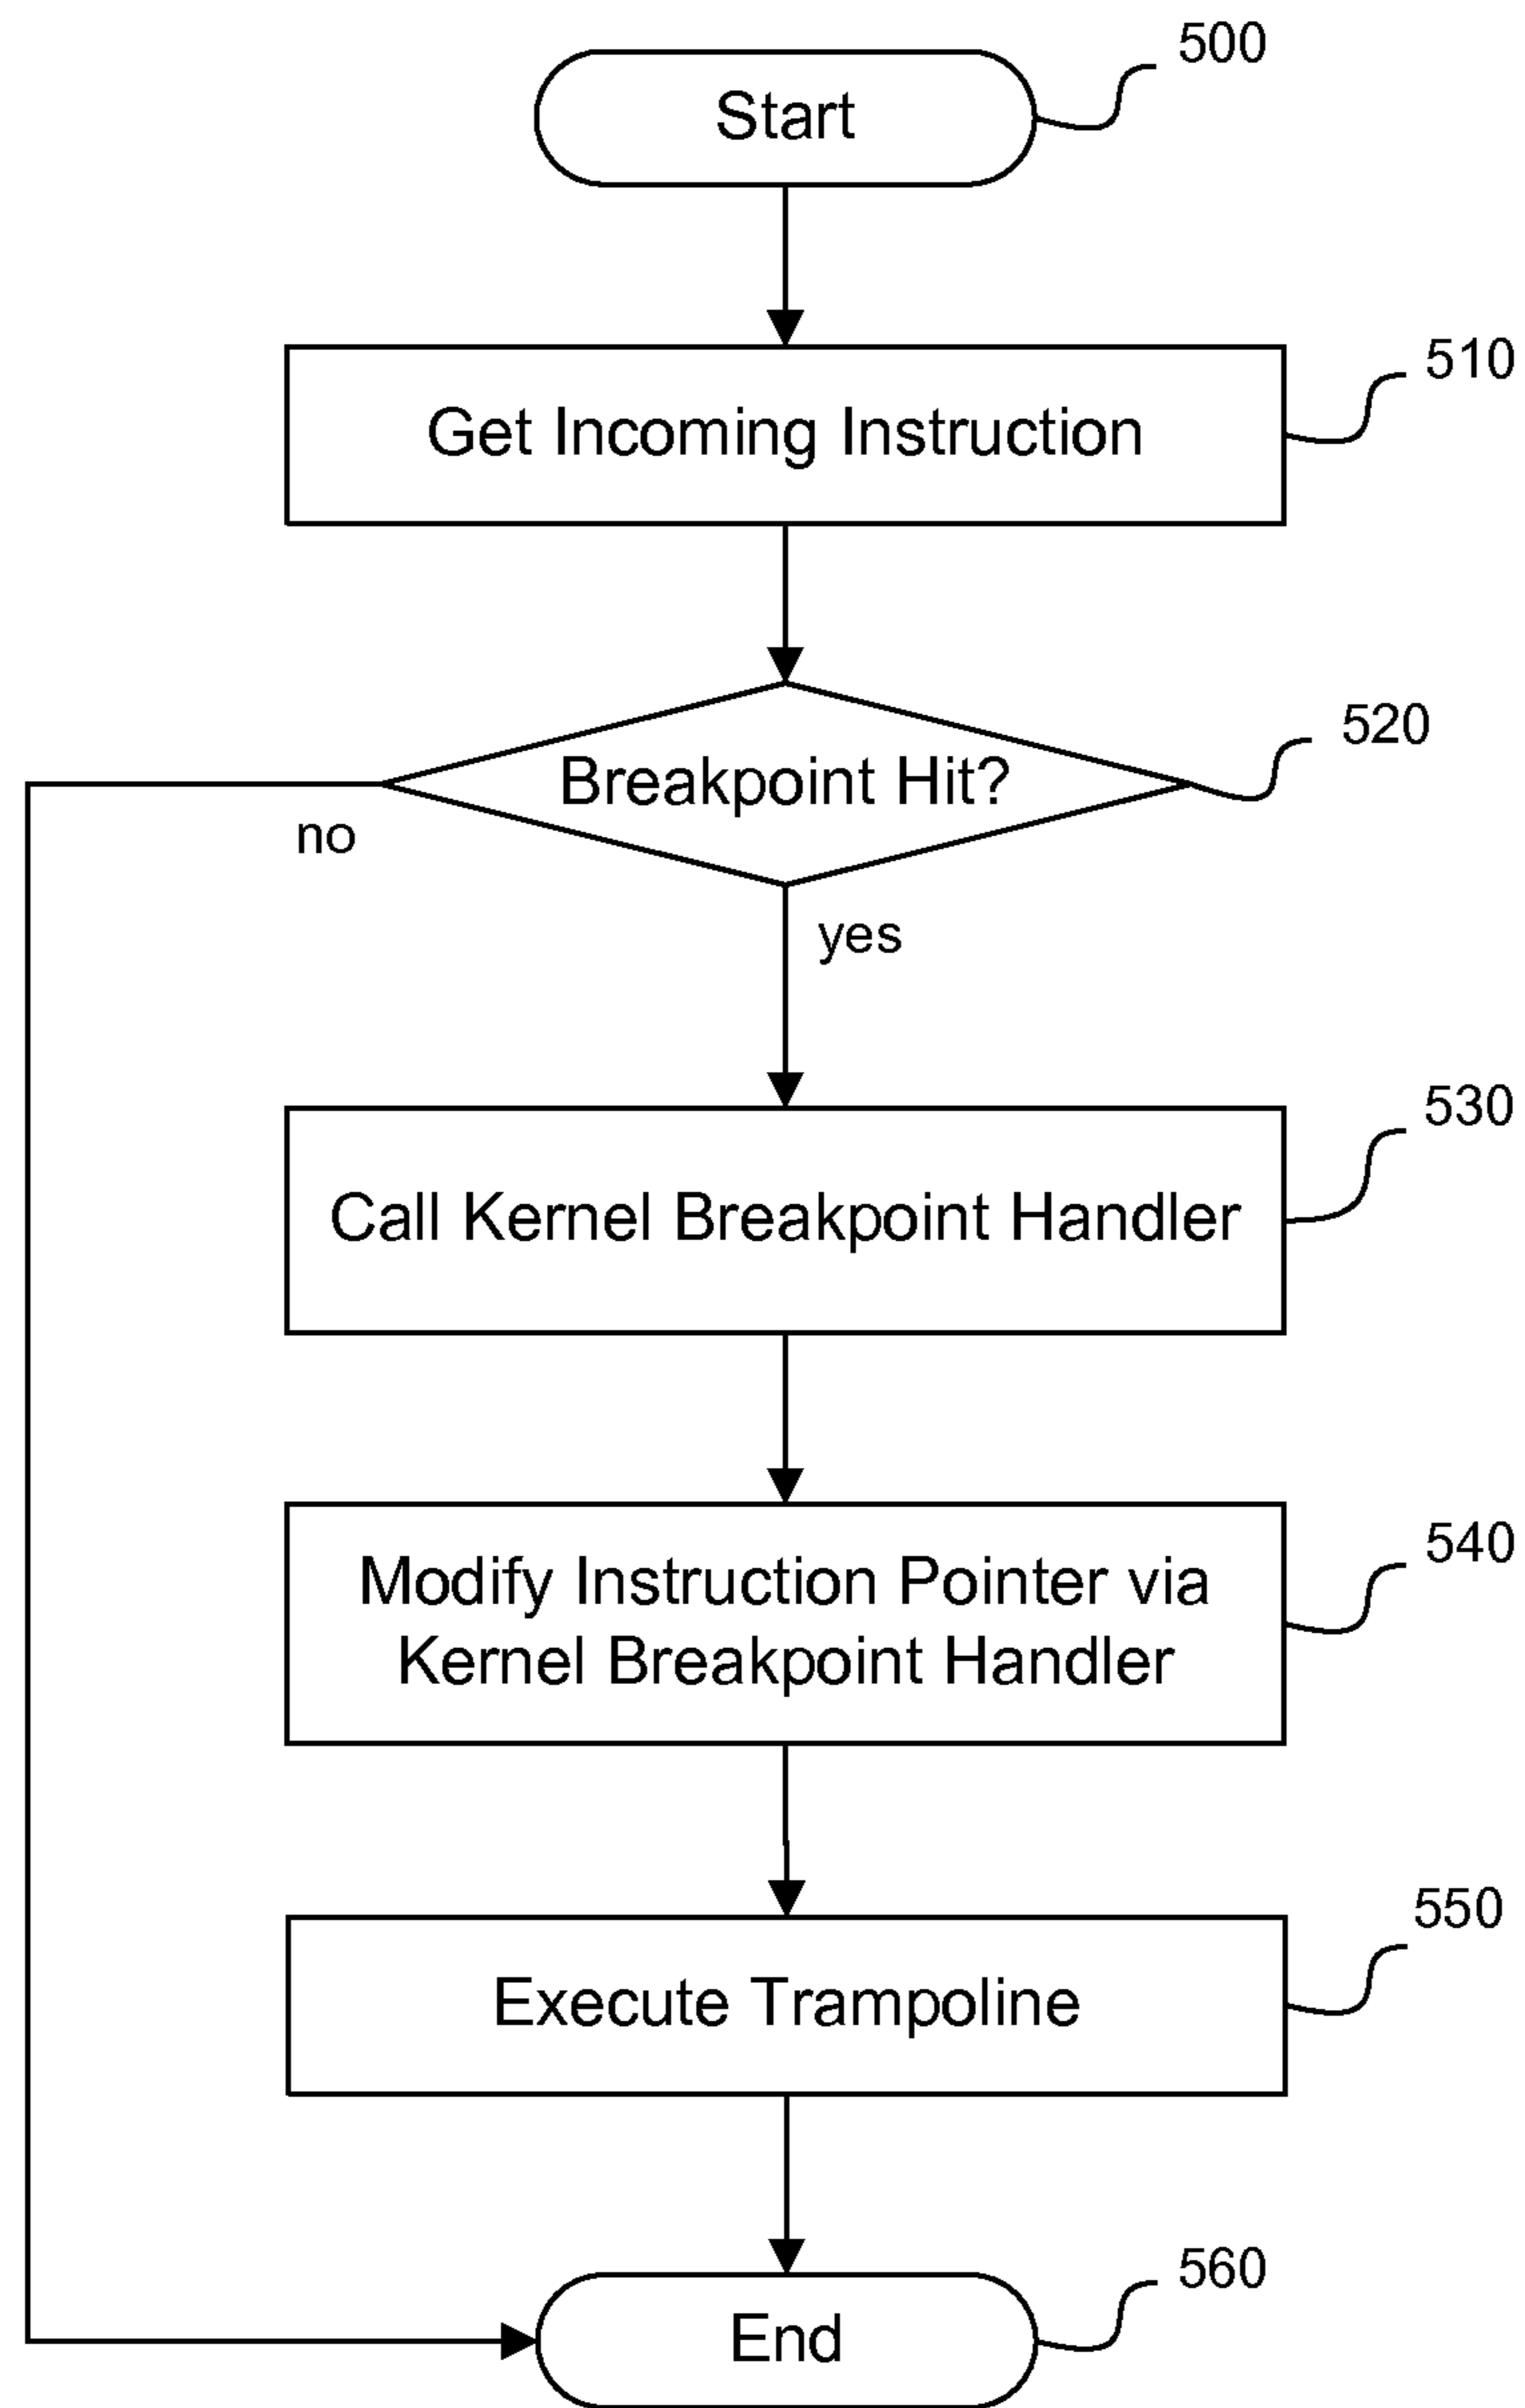 500
Start
510
Get Incoming Instruction
520
Breakpoint Hit?
no
yes
530
Call Kernel Breakpoint Handler
540
Modify Instruction Pointer via
Kernel Breakpoint Handler
550
Execute Trampoline
560
End